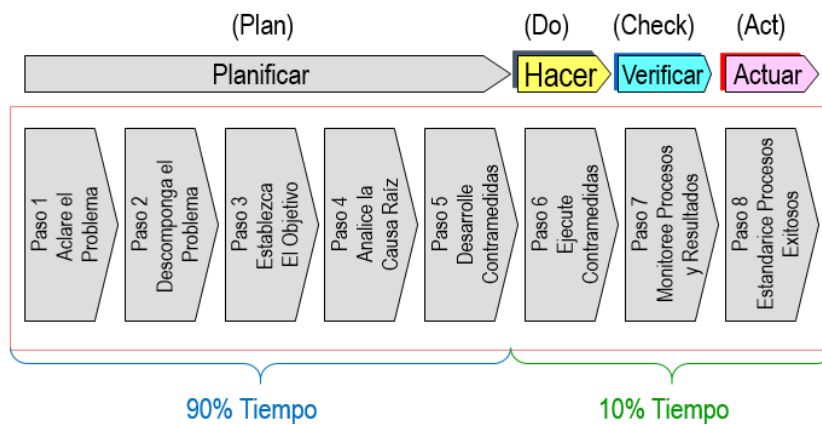 (Plan)
(Do)
(Check)
(Act)
Planificar
Hacer
Verificar
Actuar
Paso 1
Aclare el
Problema
Paso 2
Descomponga el
Problema
Paso 3
Establezca
El Objetivo
Paso 4
Analice la
Causa Raíz
Paso 5
Desarrolle
Contramedidas
Paso 6
Ejecute
Contramedidas
Paso 7
Monitoree Procesos
y Resultados
Paso 8
Estandarice Procesos
Exitosos
90% Tiempo
10% Tiempo